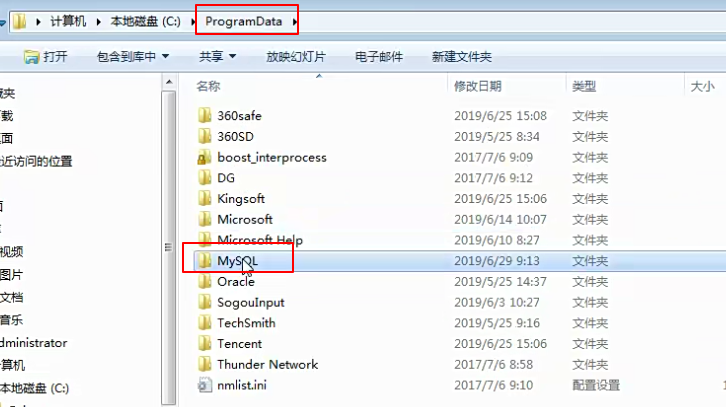 计算机 本地磁盘 (C:) ProgramData
打开 包含到库中 共享 放映幻灯片 电子邮件 新建文件夹
名称 修改日期 类型 大小
360safe 2019/6/25 15:08 文件夹
360SD 2019/5/25 8:34 文件夹
boost_interprocess 2017/7/6 9:09 文件夹
DG 2017/7/6 9:12 文件夹
Kingsoft 2019/6/25 15:06 文件夹
Microsoft 2019/6/14 10:07 文件夹
Microsoft Help 2019/6/10 8:27 文件夹
MySQL 2019/6/29 9:13 文件夹
Oracle 2019/5/25 14:37 文件夹
SogouInput 2019/6/3 10:27 文件夹
TechSmith 2019/5/25 9:16 文件夹
Tencent 2019/6/25 15:06 文件夹
Thunder Network 2017/7/6 8:58 文件夹
nmlist.ini 2017/7/6 9:10 配置设置
近访问的位置
视频
图片
文档
音乐
dministrator
算机
本地磁盘 (C:)